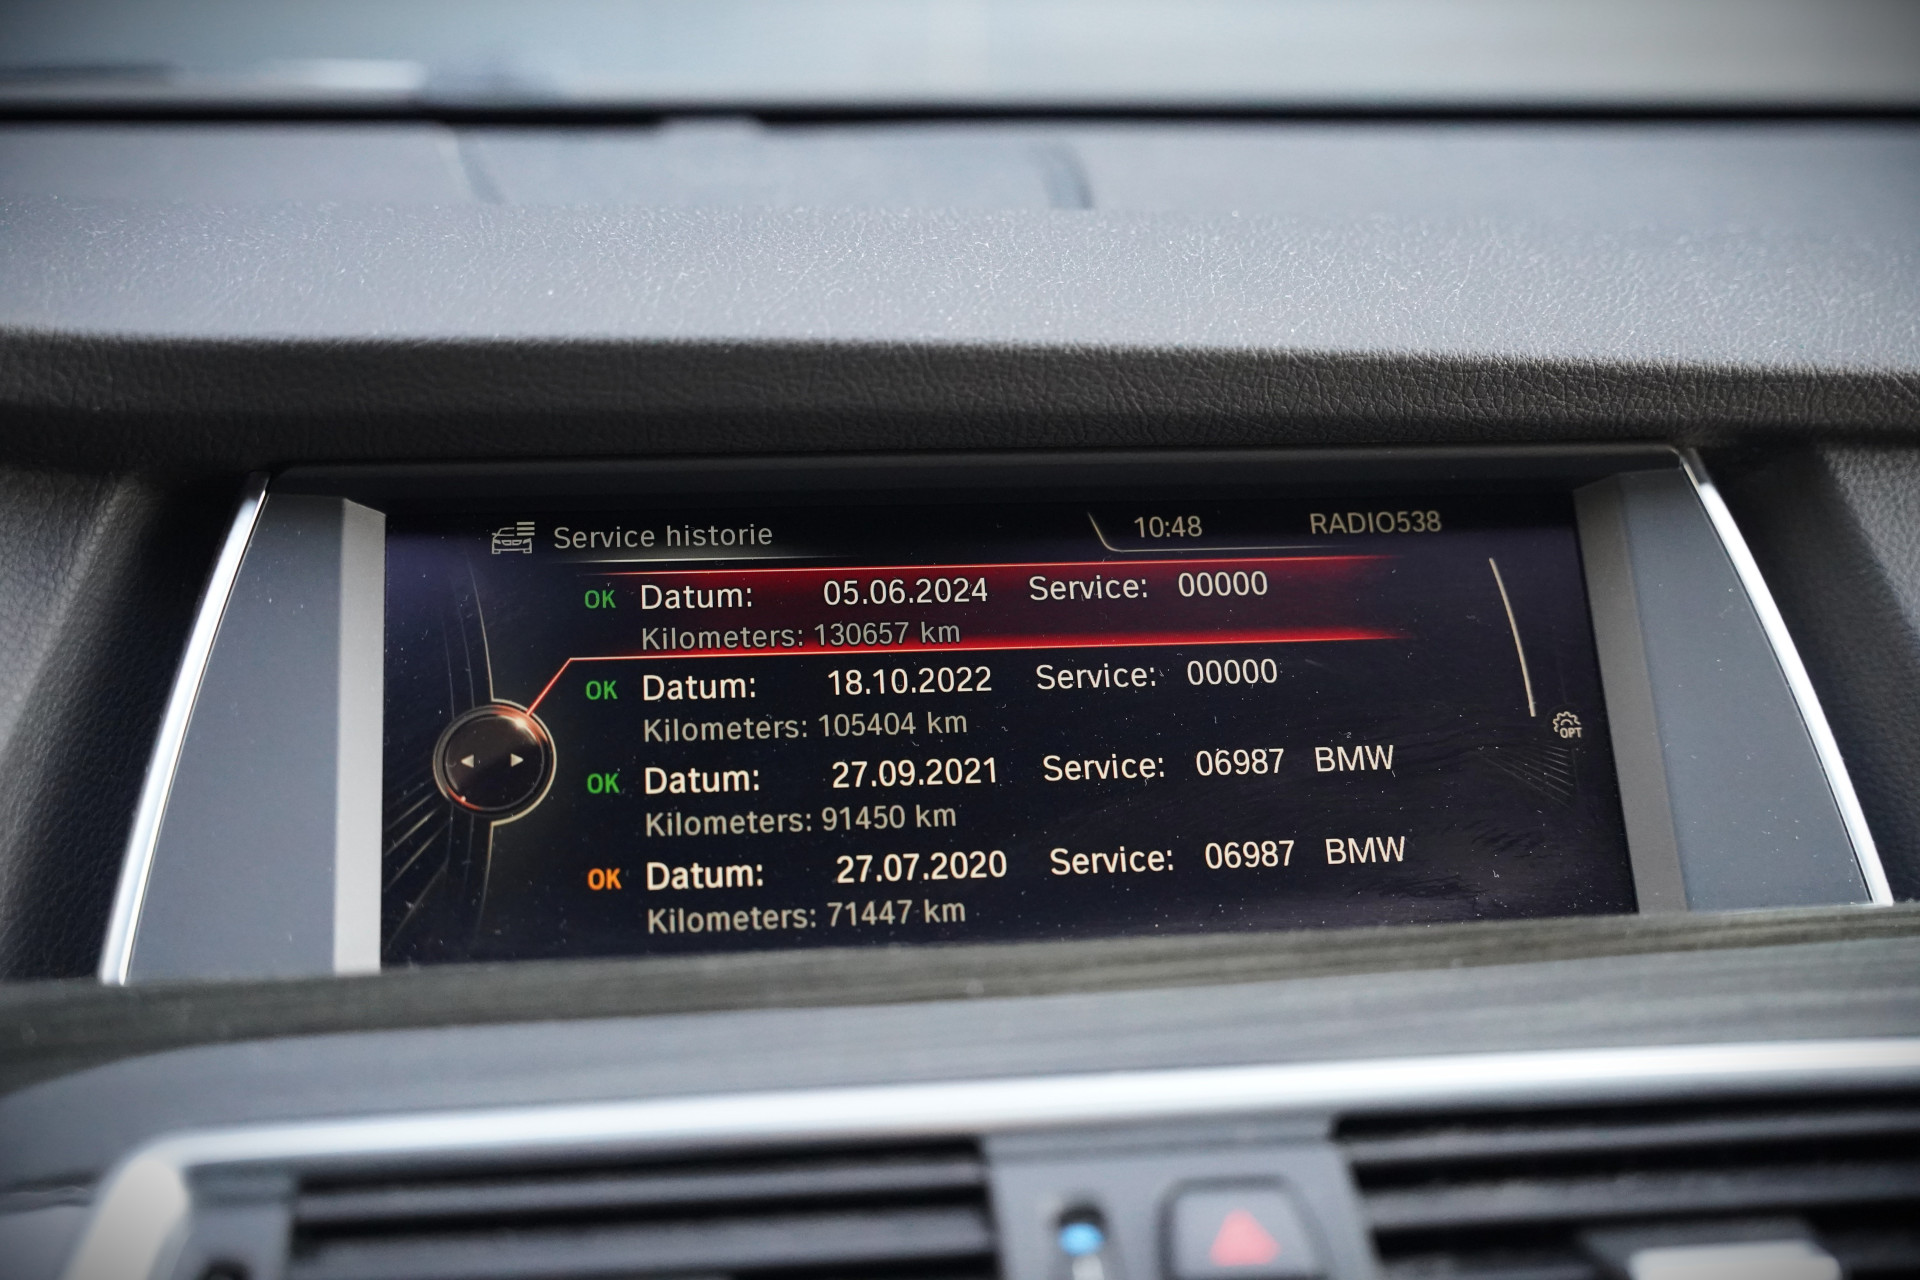 Service historie 10:48 RADIO538
OK Datum: 05.06.2024 Service: 00000
Kilometers: 130657 km
OK Datum: 18.10.2022 Service: 00000
Kilometers: 105404 km
OK Datum: 27.09.2021 Service: 06987 BMW
Kilometers: 91450 km
OPT
OK Datum: 27.07.2020 Service: 06987 BMW
Kilometers: 71447 km